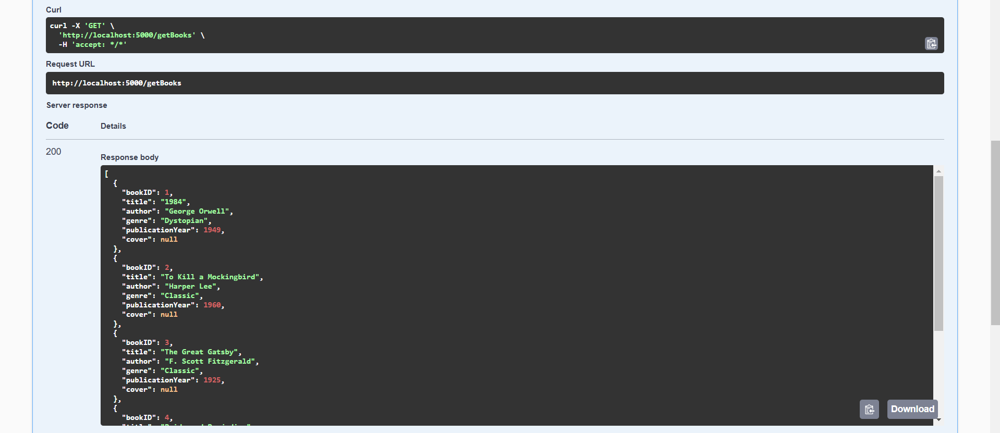 Curl
curl -X 'GET' \
  'http://localhost:5000/getBooks' \
  -H 'accept: */*'
Request URL
http://localhost:5000/getBooks
Server response
Code Details
200
Response body
[
  {
    "bookID": 1,
    "title": "1984",
    "author": "George Orwell",
    "genre": "Dystopian",
    "publicationYear": 1949,
    "cover": null
  },
  {
    "bookID": 2,
    "title": "To Kill a Mockingbird",
    "author": "Harper Lee",
    "genre": "Classic",
    "publicationYear": 1960,
    "cover": null
  },
  {
    "bookID": 3,
    "title": "The Great Gatsby",
    "author": "F. Scott Fitzgerald",
    "genre": "Classic",
    "publicationYear": 1925,
    "cover": null
  },
  {
    "bookID": 4,
Download